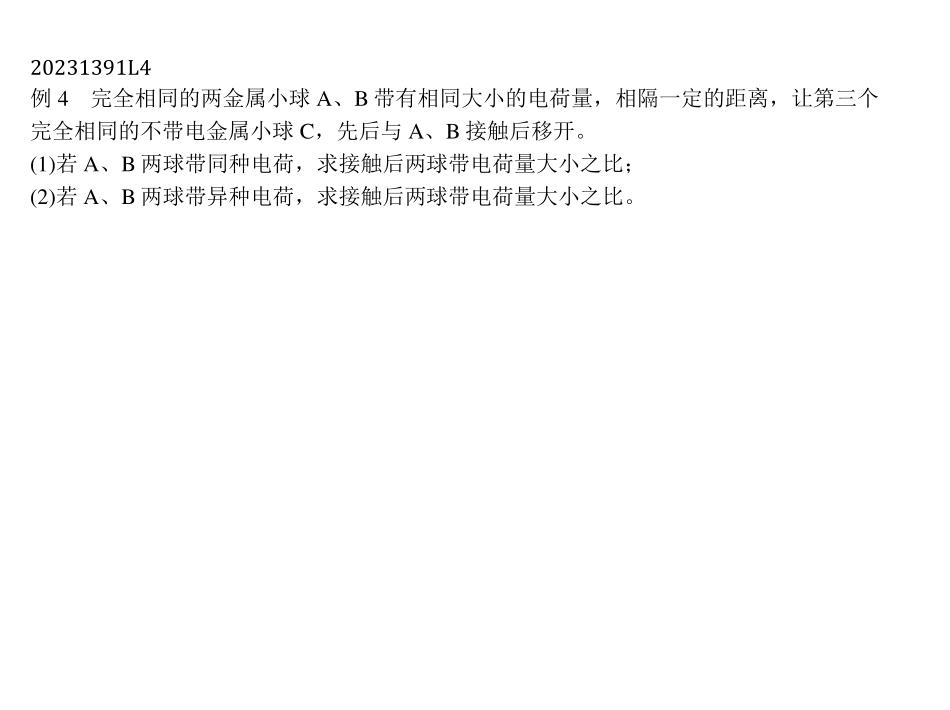 20231391L4
例 4　完全相同的两金属小球 A、B 带有相同大小的电荷量，相隔一定的距离，让第三个
完全相同的不带电金属小球 C，先后与 A、B 接触后移开。
(1)若 A、B 两球带同种电荷，求接触后两球带电荷量大小之比；
(2)若 A、B 两球带异种电荷，求接触后两球带电荷量大小之比。